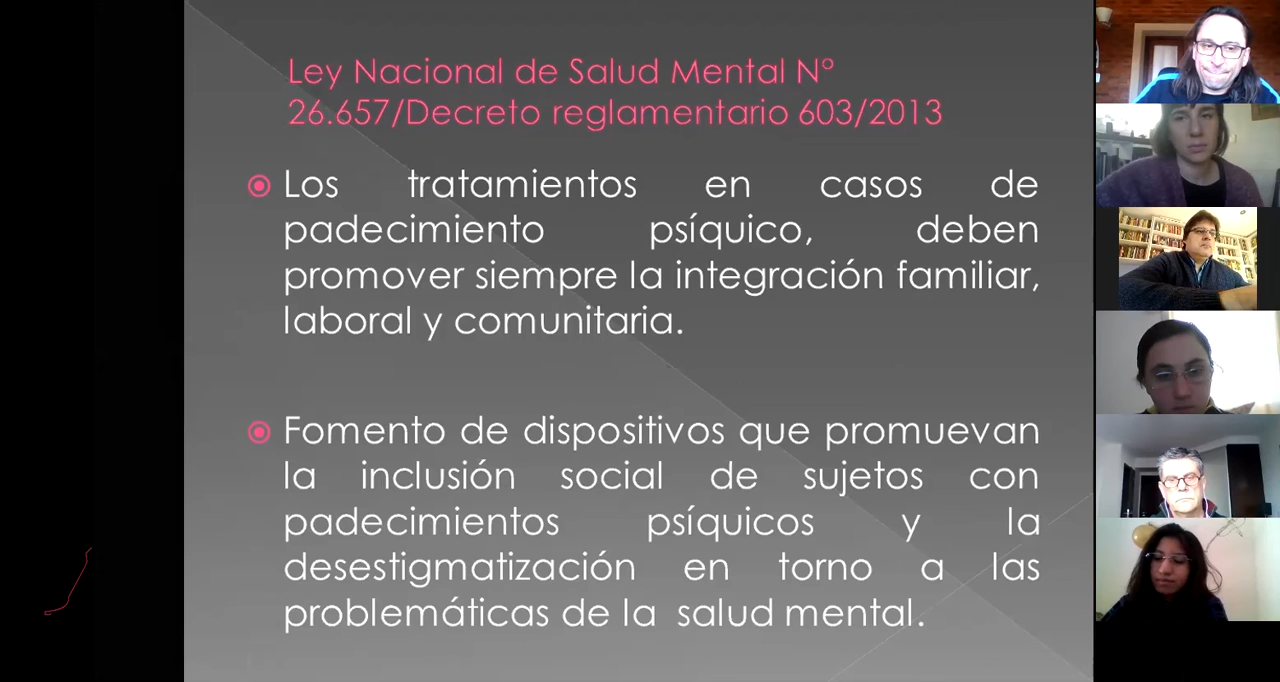 Ley Nacional de Salud Mental N°
26.657/Decreto reglamentario 603/2013
Los tratamientos en casos de
padecimiento psíquico, deben
promover siempre la integración familiar,
laboral y comunitaria.
Fomento de dispositivos que promuevan
la inclusión social de sujetos con
padecimientos psíquicos y la
desestigmatización en torno a las
problemáticas de la salud mental.